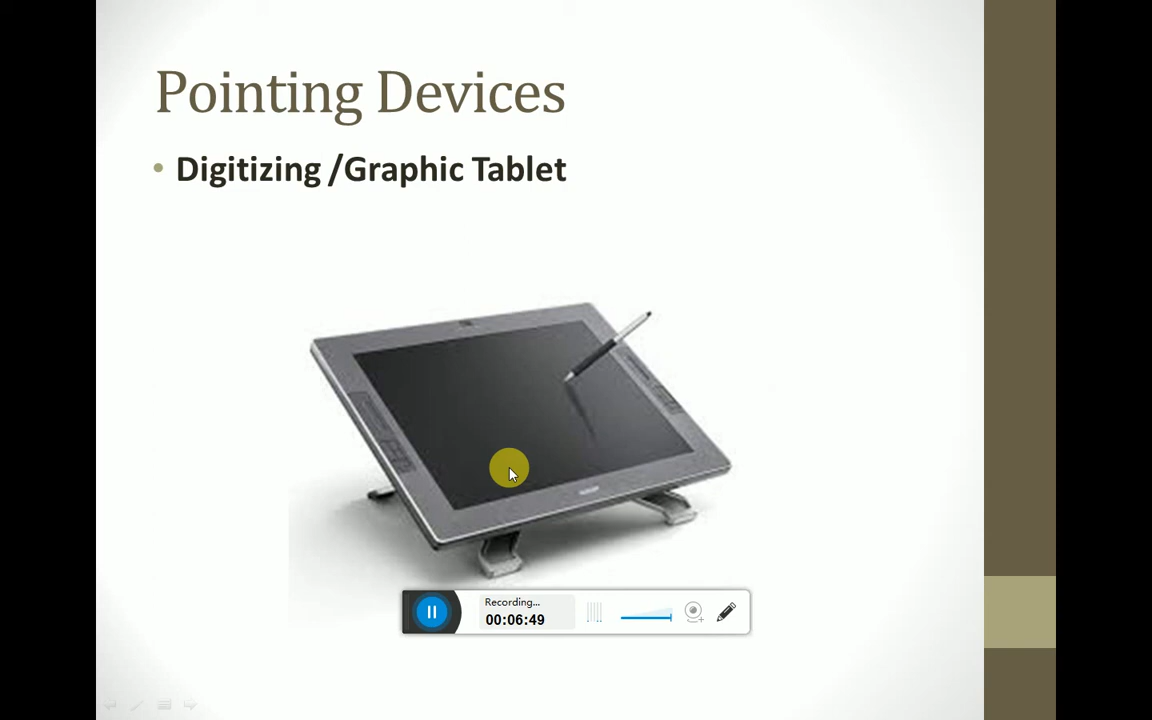 Pointing Devices
• Digitizing /Graphic Tablet
Recording...
00:06:49